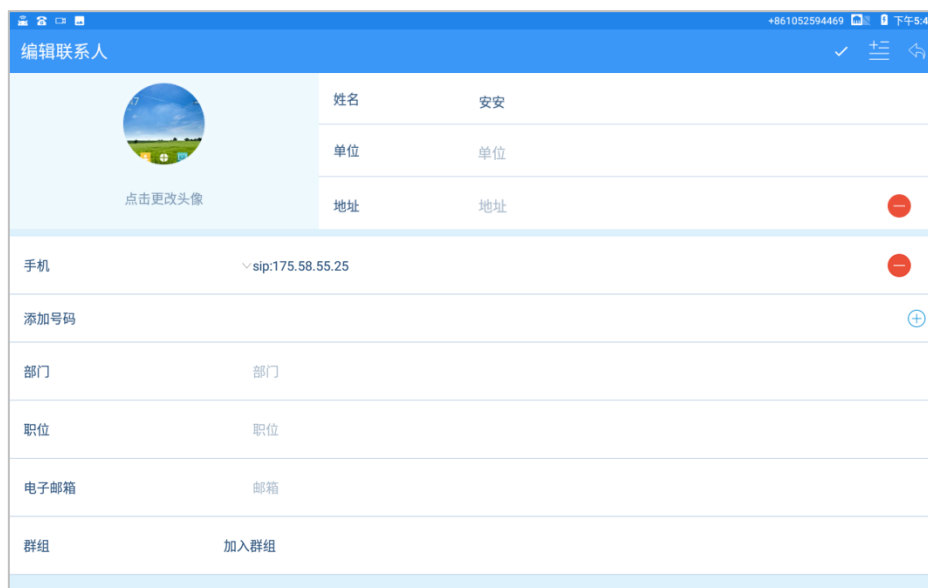 +861052594469 下午5:4
编辑联系人
姓名 安安
单位 单位
点击更改头像
地址 地址
手机 sip:175.58.55.25
添加号码
部门 部门
职位 职位
电子邮箱 邮箱
群组 加入群组